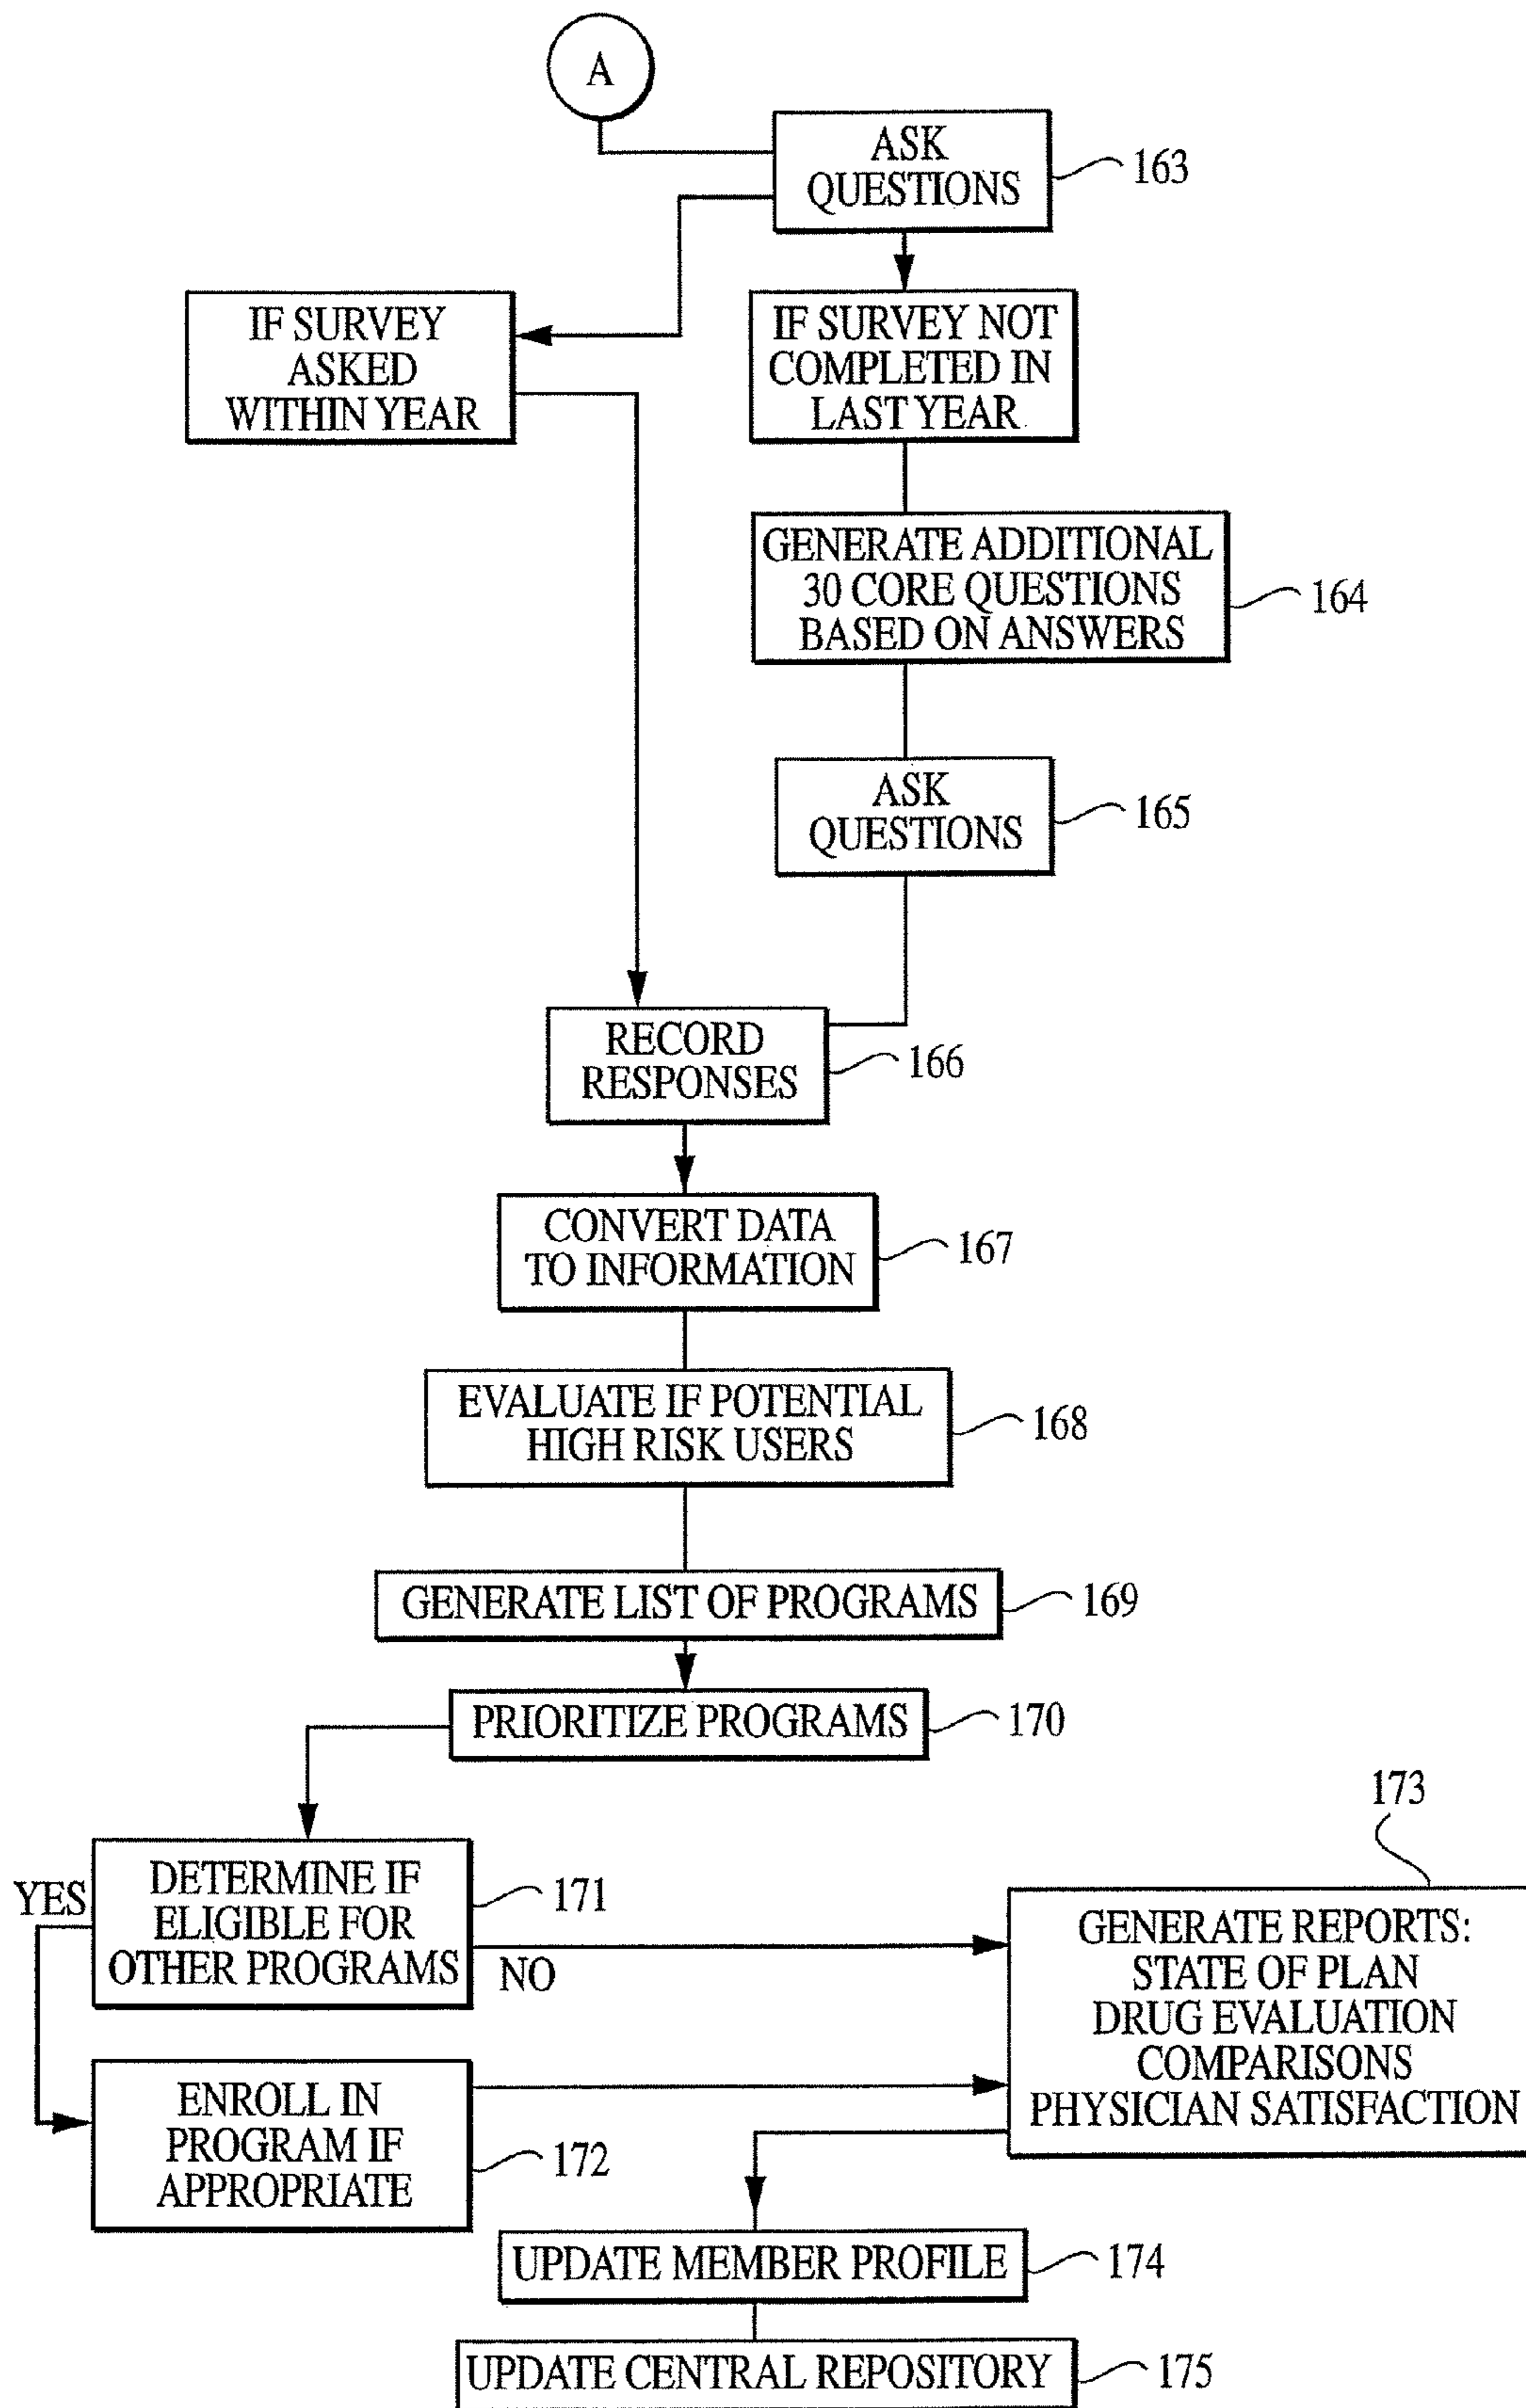 A
ASK
QUESTIONS
163
IF SURVEY
ASKED
WITHIN YEAR
IF SURVEY NOT
COMPLETED IN
LAST YEAR
GENERATE ADDITIONAL
30 CORE QUESTIONS
BASED ON ANSWERS
164
ASK
QUESTIONS
165
RECORD
RESPONSES
166
CONVERT DATA
TO INFORMATION
167
EVALUATE IF POTENTIAL
HIGH RISK USERS
168
GENERATE LIST OF PROGRAMS
169
PRIORITIZE PROGRAMS
170
YES
DETERMINE IF
ELIGIBLE FOR
OTHER PROGRAMS
171
NO
173
GENERATE REPORTS:
STATE OF PLAN
DRUG EVALUATION
COMPARISONS
PHYSICIAN SATISFACTION
ENROLL IN
PROGRAM IF
APPROPRIATE
172
UPDATE MEMBER PROFILE
174
UPDATE CENTRAL REPOSITORY
175